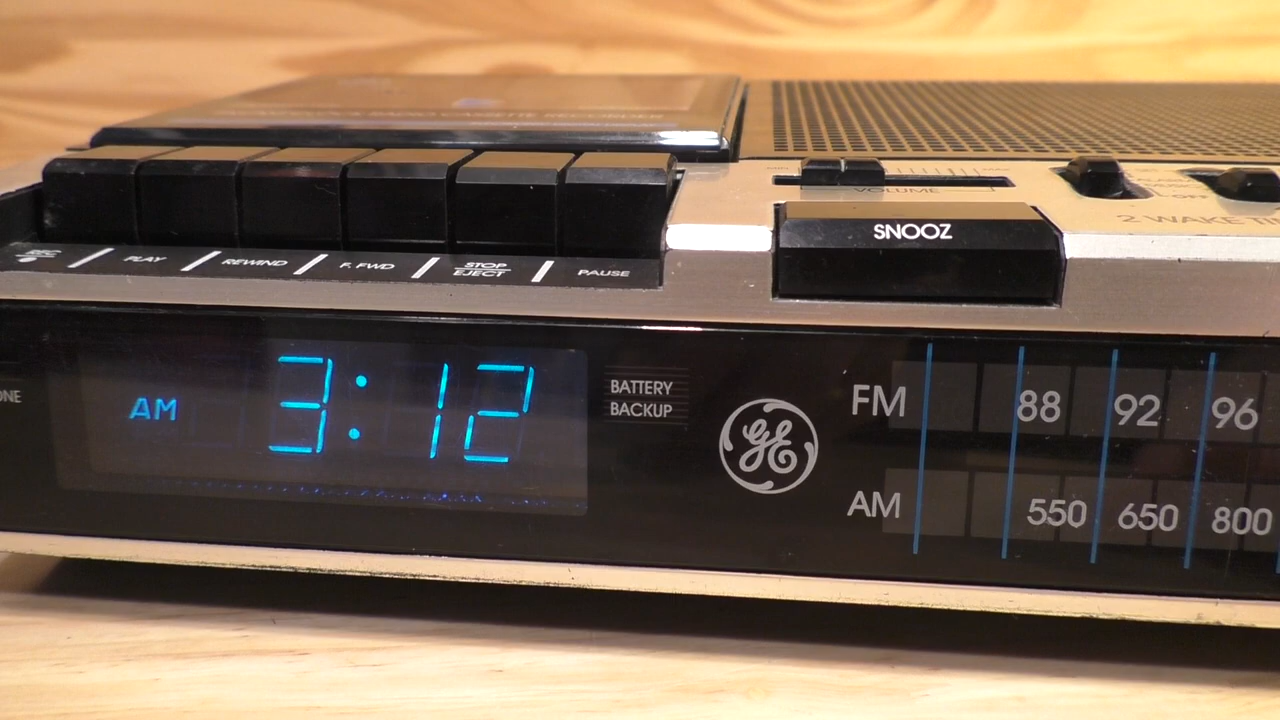 VOLUME
SNOOZ
2 WAKE
REC
PLAY
REWIND
F. FWD
STOP
EJECT
PAUSE
AM 3:12
BATTERY
BACKUP
GE
FM 88 92 96
AM 550 650 800